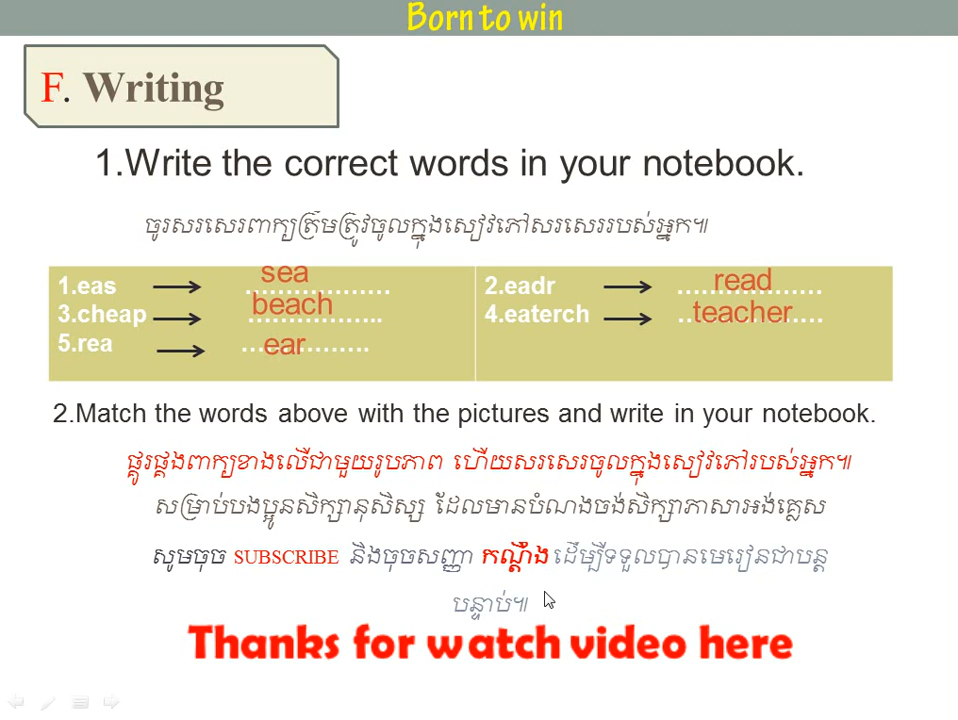 Born to win
F. Writing
1.Write the correct words in your notebook.
ចូរសរសេរពាក្យត្រឹមត្រូវចូលក្នុងសៀវភៅសរសេររបស់អ្នក៕
1.eas → sea ……………… 2.eadr → read ………………
3.cheap → beach …………….. 4.eaterch → teacher ………………
5.rea → ear …………….
2.Match the words above with the pictures and write in your notebook.
ផ្គូរផ្គងពាក្យខាងលើជាមួយរូបភាព ហើយសរសេរចូលក្នុងសៀវភៅរបស់អ្នក៕
សម្រាប់បងប្អូនសិក្សានុសិស្ស ដែលមានបំណងចង់សិក្សាភាសាអង់គ្លេស
សូមចុច SUBSCRIBE និងចុចសញ្ញា កណ្ដឹង ដើម្បីទទួលបានមេរៀនជាបន្ត
បន្ទាប់៕
Thanks for watch video here